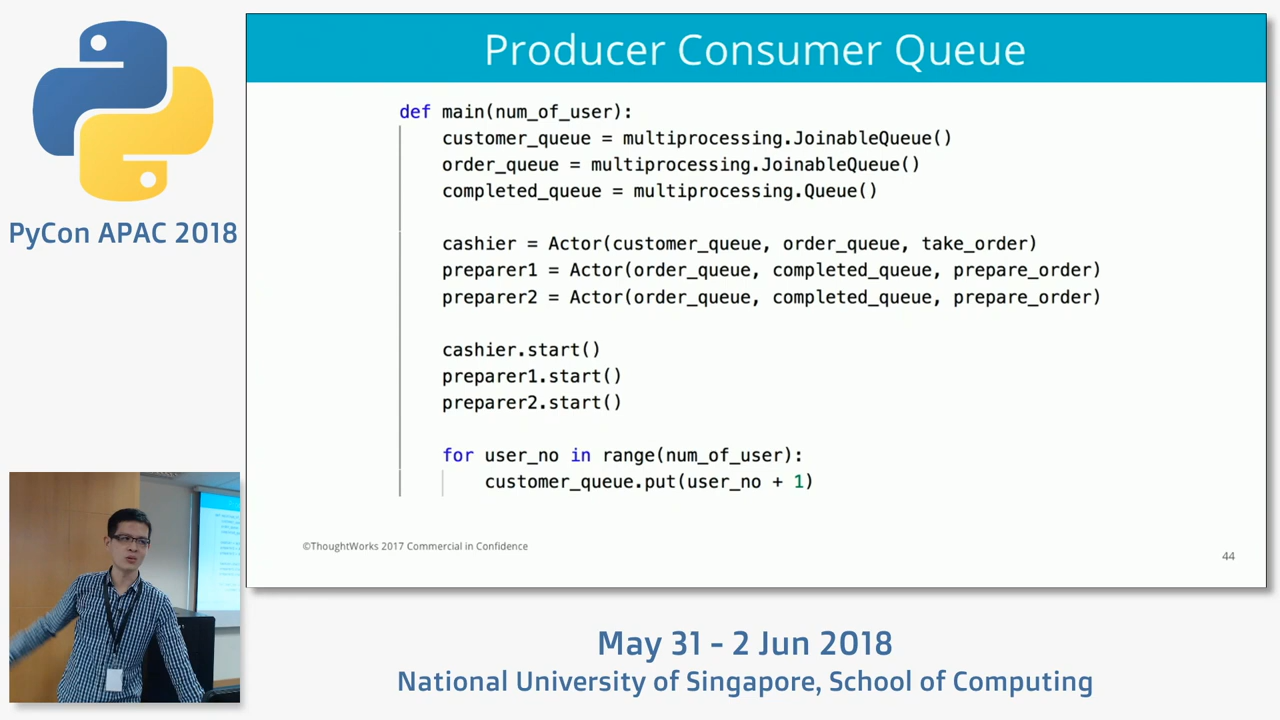 PyCon APAC 2018
Producer Consumer Queue
def main(num_of_user):
customer_queue = multiprocessing.JoinableQueue()
order_queue = multiprocessing.JoinableQueue()
completed_queue = multiprocessing.Queue()
cashier = Actor(customer_queue, order_queue, take_order)
preparer1 = Actor(order_queue, completed_queue, prepare_order)
preparer2 = Actor(order_queue, completed_queue, prepare_order)
cashier.start()
preparer1.start()
preparer2.start()
for user_no in range(num_of_user):
customer_queue.put(user_no + 1)
©ThoughtWorks 2017 Commercial in Confidence
44
May 31 - 2 Jun 2018
National University of Singapore, School of Computing